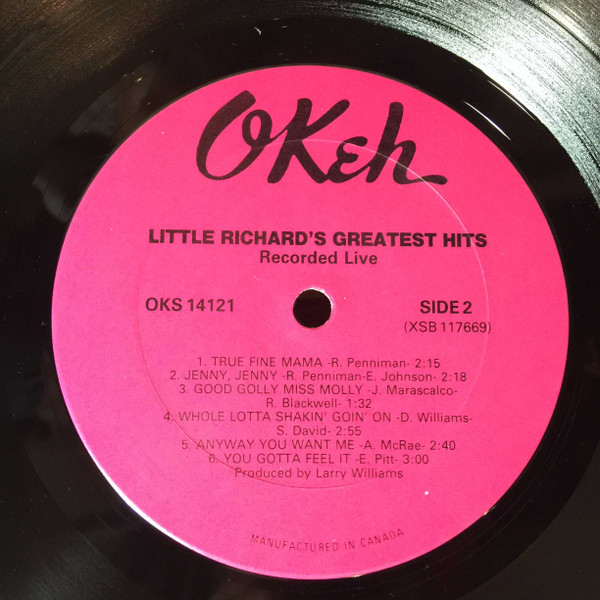 OKeh
LITTLE RICHARD'S GREATEST HITS
Recorded Live
OKS 14121
SIDE 2
(XSB 117669)
1. TRUE FINE MAMA -R. Penniman- 2:15
2. JENNY, JENNY -R. Penniman-E. Johnson- 2:18
3. GOOD GOLLY MISS MOLLY -J. Marascalco-
R. Blackwell- 1:32
4. WHOLE LOTTA SHAKIN' GOIN' ON -D. Williams-
S. David- 2:55
5. ANYWAY YOU WANT ME -A. McRae- 2:40
6. YOU GOTTA FEEL IT -E. Pitt- 3:00
Produced by Larry Williams
MANUFACTURED IN CANADA